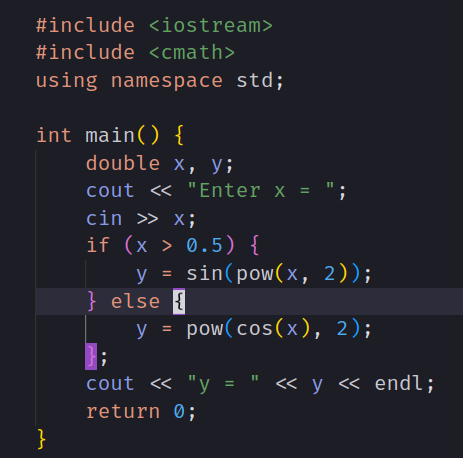 #include <iostream>
#include <cmath>
using namespace std;
int main() {
double x, y;
cout << "Enter x = ";
cin >> x;
if (x > 0.5) {
y = sin(pow(x, 2));
} else {
y = pow(cos(x), 2);
};
cout << "y = " << y << endl;
return 0;
}